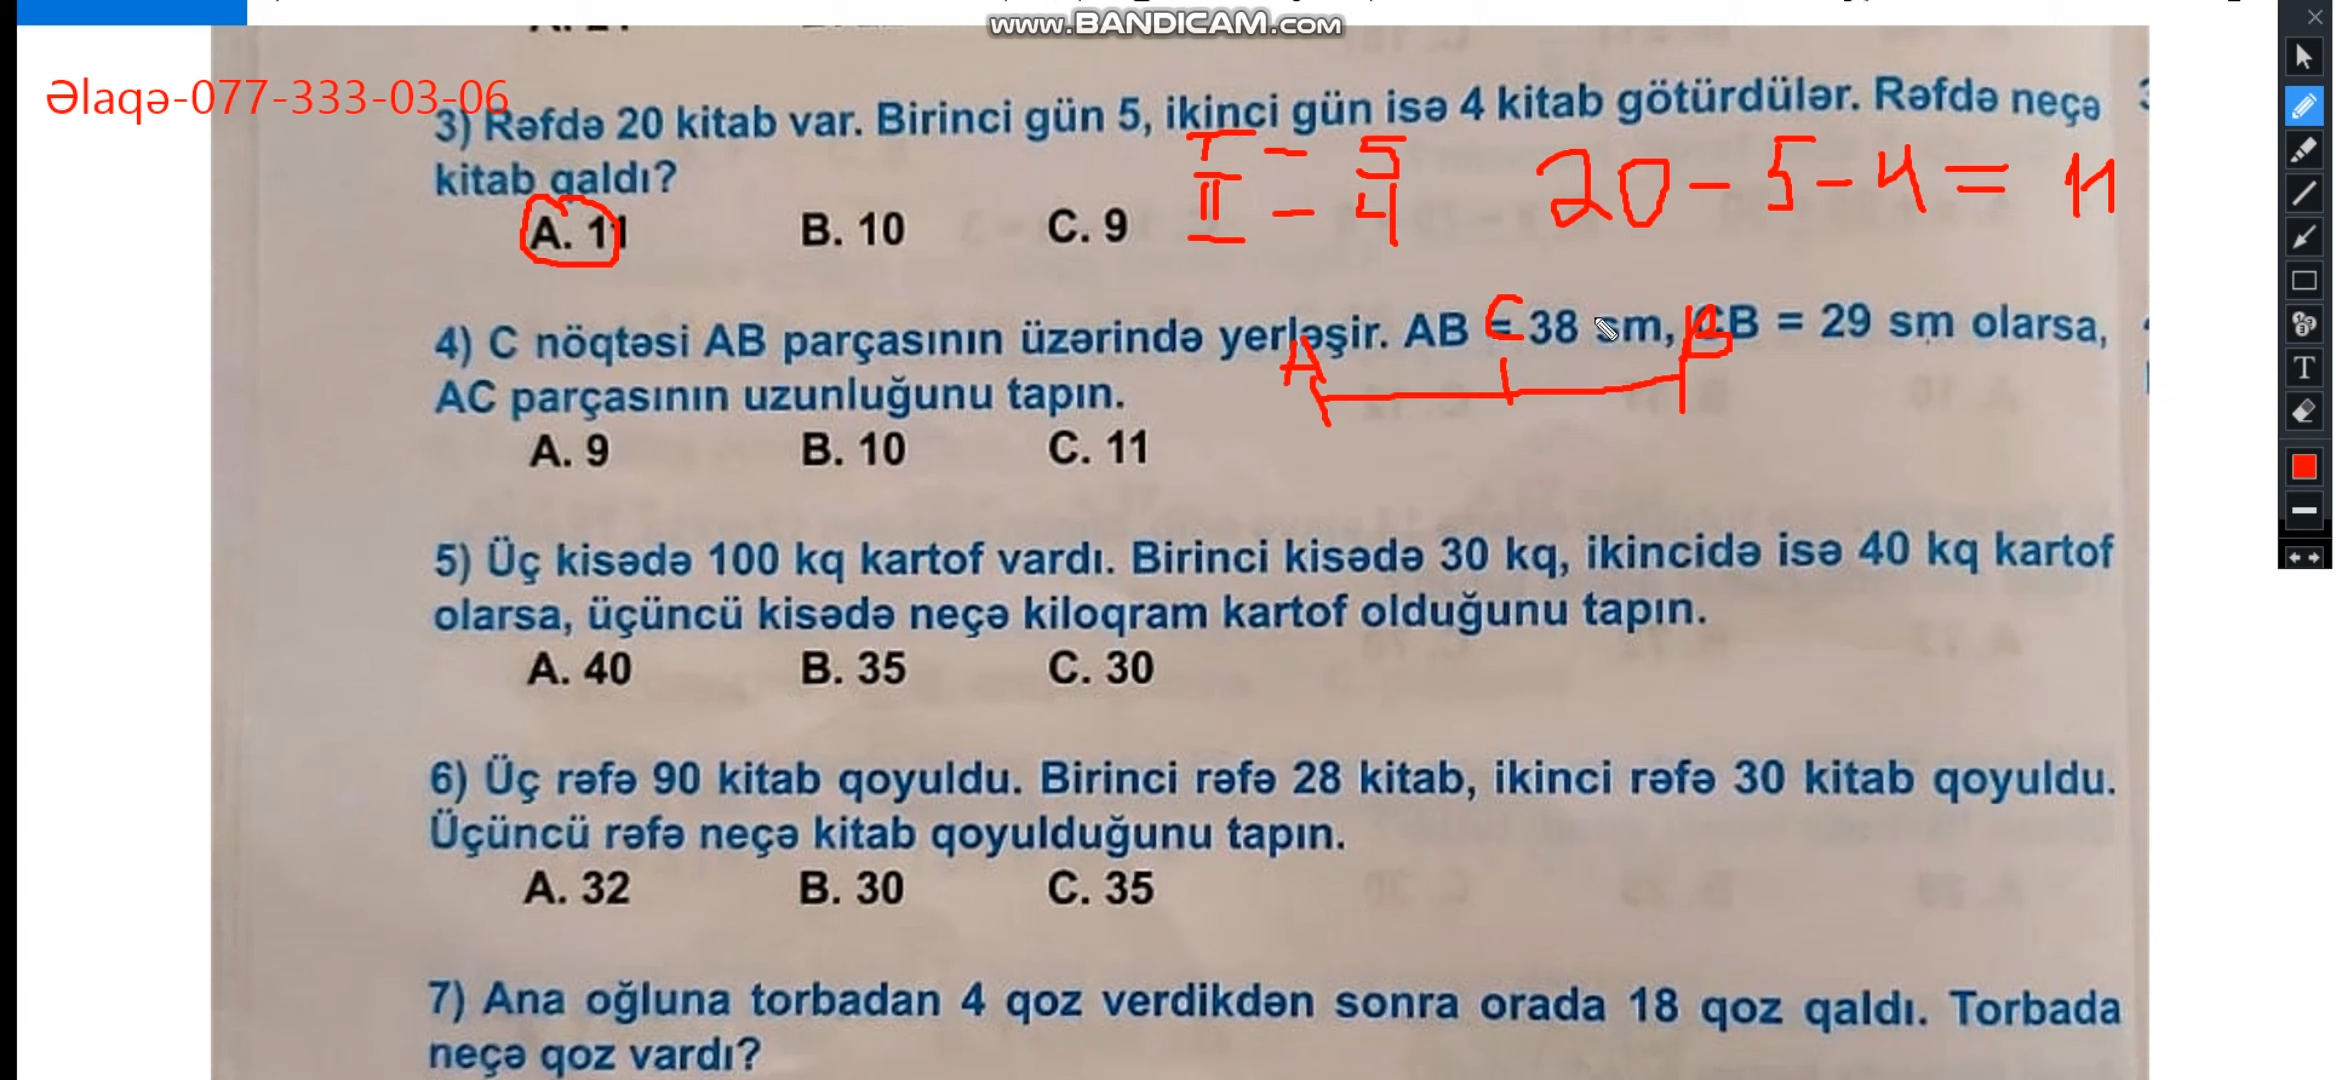 www.BANDICAM.com
Əlaqə-077-333-03-06
3) Rəfdə 20 kitab var. Birinci gün 5, ikinci gün isə 4 kitab götürdülər. Rəfdə neçə
kitab qaldı?
I - 5
II - 4
20 - 5 - 4 = 11
A. 11 B. 10 C. 9
4) C nöqtəsi AB parçasının üzərində yerləşir. AB = 38 sm, CB = 29 sm olarsa,
A C B
AC parçasının uzunluğunu tapın.
A. 9 B. 10 C. 11
5) Üç kisədə 100 kq kartof vardı. Birinci kisədə 30 kq, ikincidə isə 40 kq kartof
olarsa, üçüncü kisədə neçə kiloqram kartof olduğunu tapın.
A. 40 B. 35 C. 30
6) Üç rəfə 90 kitab qoyuldu. Birinci rəfə 28 kitab, ikinci rəfə 30 kitab qoyuldu.
Üçüncü rəfə neçə kitab qoyulduğunu tapın.
A. 32 B. 30 C. 35
7) Ana oğluna torbadan 4 qoz verdikdən sonra orada 18 qoz qaldı. Torbada
neçə qoz vardı?